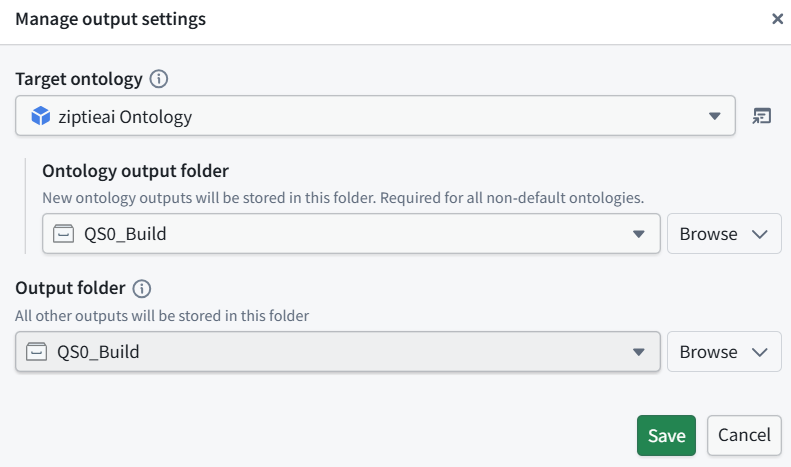 Manage output settings
Target ontology
ziptieai Ontology
Ontology output folder
New ontology outputs will be stored in this folder. Required for all non-default ontologies.
QS0_Build
Browse
Output folder
All other outputs will be stored in this folder
QS0_Build
Browse
Save
Cancel